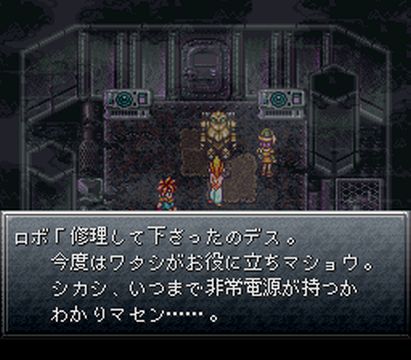 ロボ「修理して下さったのデス。
今度はワタシがお役に立ちマショウ。
シカシ、いつまで非常電源が持つか
わかりマセン……。